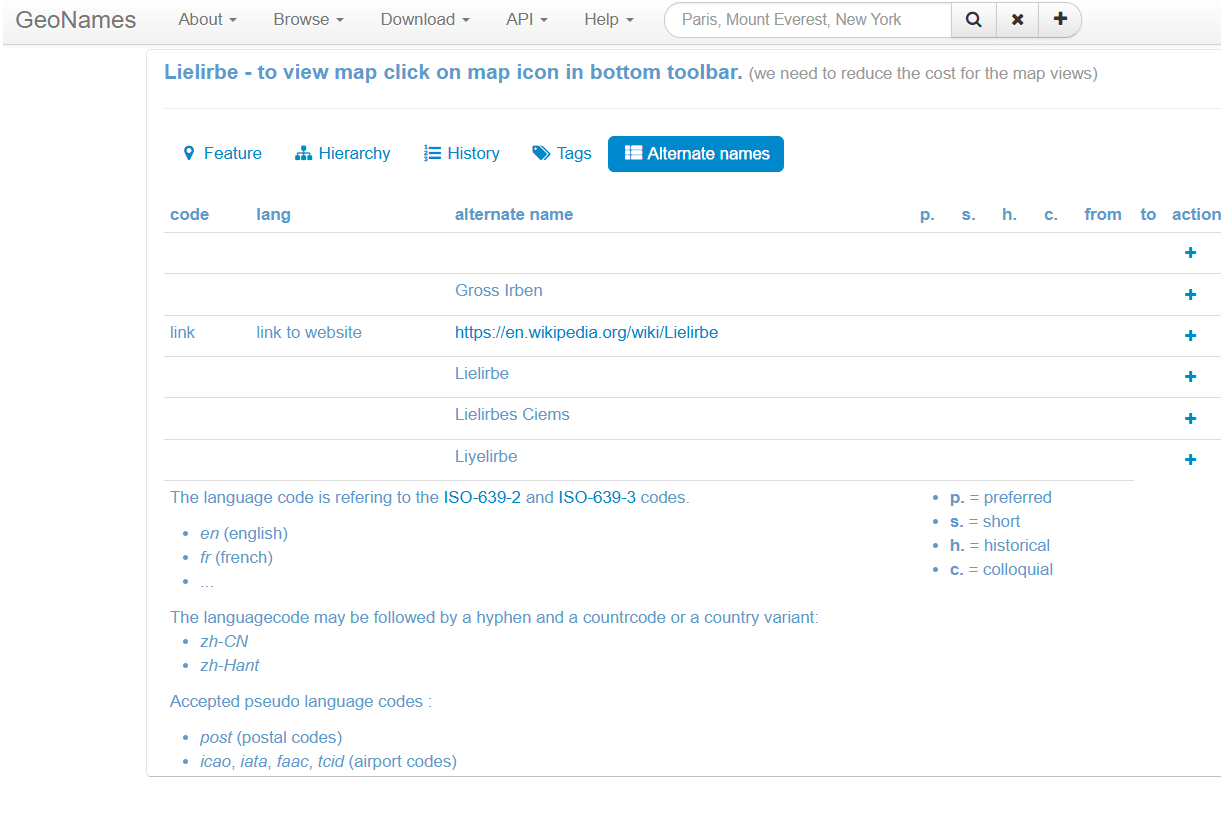 GeoNames About Browse Download API Help Paris, Mount Everest, New York
Lielirbe - to view map click on map icon in bottom toolbar. (we need to reduce the cost for the map views)
Feature Hierarchy History Tags Alternate names
code lang alternate name p. s. h. c. from to action
Gross Irben
link link to website https://en.wikipedia.org/wiki/Lielirbe
Lielirbe
Lielirbes Ciems
Liyelirbe
The language code is refering to the ISO-639-2 and ISO-639-3 codes.
en (english)
fr (french)
...
The languagecode may be followed by a hyphen and a countrcode or a country variant:
zh-CN
zh-Hant
Accepted pseudo language codes :
post (postal codes)
icao, iata, faac, tcid (airport codes)
p. = preferred
s. = short
h. = historical
c. = colloquial